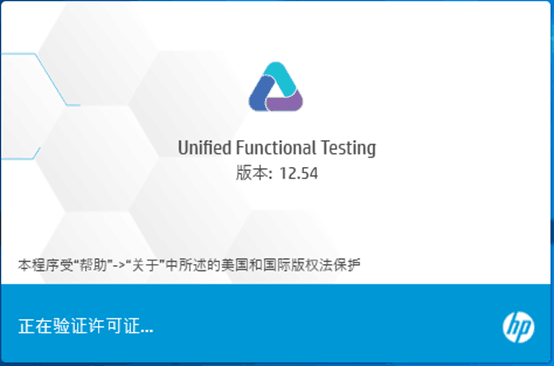 Unified Functional Testing
版本: 12.54
本程序受“帮助”->“关于”中所述的美国和国际版权法保护
正在验证许可证...
hp